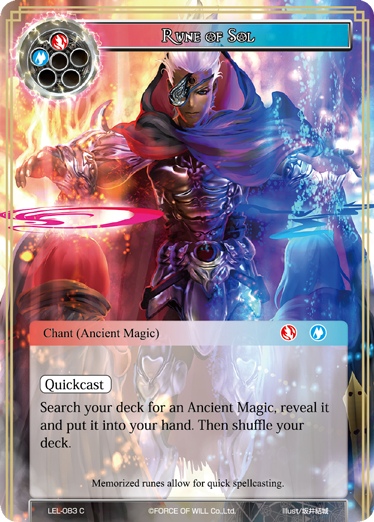 Rune of Sol
Chant (Ancient Magic)
Quickcast
Search your deck for an Ancient Magic, reveal it
and put it into your hand. Then shuffle your
deck.
Memorized runes allow for quick spellcasting.
LEL-083 C
©FORCE OF WILL Co.,Ltd.
Illust/坂井結城